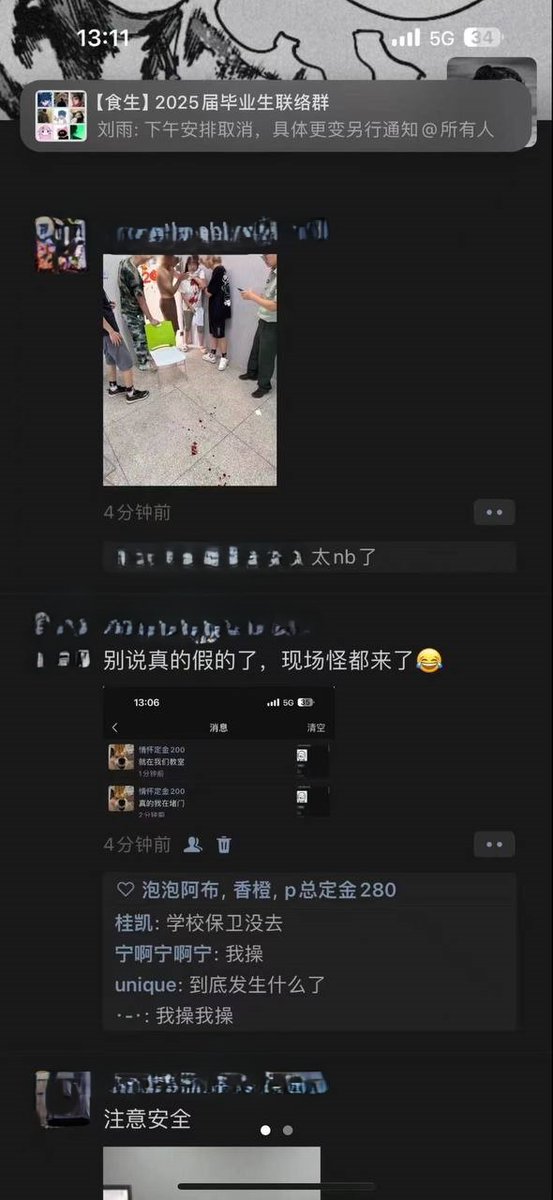 13:11
5G
34
【食生】2025届毕业生联络群
刘雨: 下午安排取消，具体更变另行通知@所有人
4分钟前
太nb了
别说真的假的了，现场怪都来了😂
13:06
5G
消息
清空
情怀定金200
就在我们教室
1分钟前
情怀定金200
真的我在堵门
2分钟前
4分钟前
泡泡阿布, 香橙, p总定金280
桂凯: 学校保卫没去
宁啊宁啊宁: 我操
unique: 到底发生什么了
·-·: 我操我操
注意安全